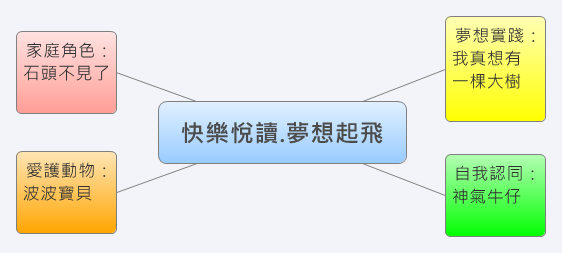 家庭角色：
石頭不見了
夢想實踐：
我真想有
一棵大樹
快樂悅讀.夢想起飛
愛護動物：
波波寶貝
自我認同：
神氣牛仔